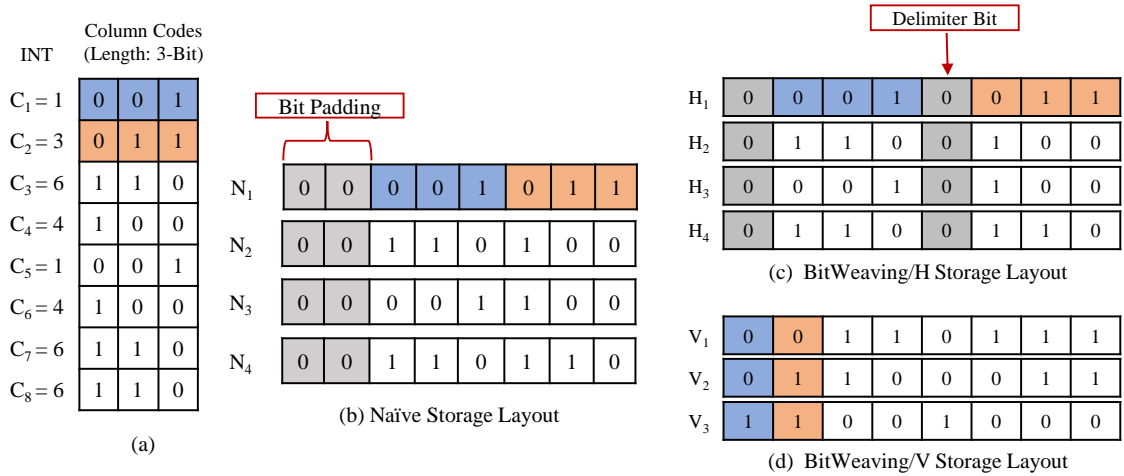 INT
Column Codes
(Length: 3-Bit)
C1 = 1 0 0 1
C2 = 3 0 1 1
C3 = 6 1 1 0
C4 = 4 1 0 0
C5 = 1 0 0 1
C6 = 4 1 0 0
C7 = 6 1 1 0
C8 = 6 1 1 0
(a)
Bit Padding
N1 0 0 0 0 1 0 1 1
N2 0 0 1 1 0 1 0 0
N3 0 0 0 0 1 1 0 0
N4 0 0 1 1 0 1 1 0
(b) Naïve Storage Layout
Delimiter Bit
H1 0 0 0 1 0 0 1 1
H2 0 1 1 0 0 1 0 0
H3 0 0 0 1 0 1 0 0
H4 0 1 1 0 0 1 1 0
(c) BitWeaving/H Storage Layout
V1 0 0 1 1 0 1 1 1
V2 0 1 1 0 0 0 1 1
V3 1 1 0 0 1 0 0 0
(d) BitWeaving/V Storage Layout